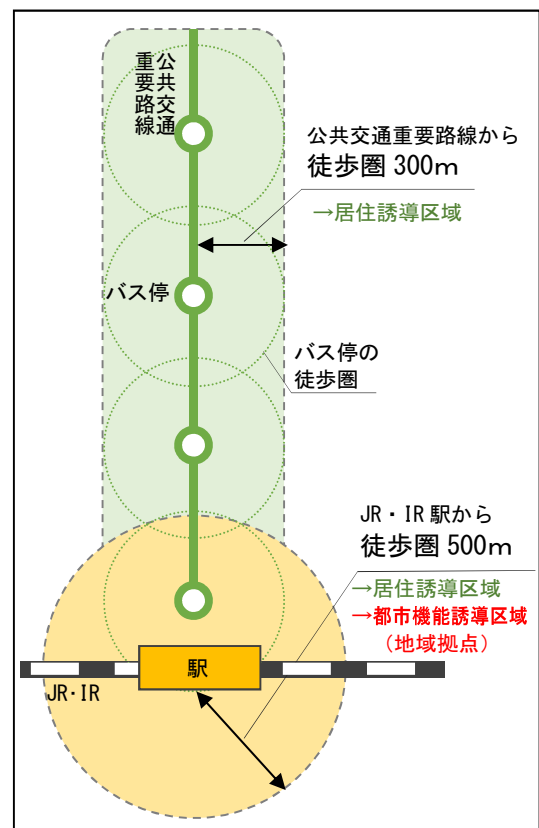 公共交通
重要路線
公共交通重要路線から
徒歩圏 300m
→居住誘導区域
バス停
バス停の
徒歩圏
JR・IR 駅から
徒歩圏 500m
→居住誘導区域
→都市機能誘導区域
（地域拠点）
駅
JR・IR